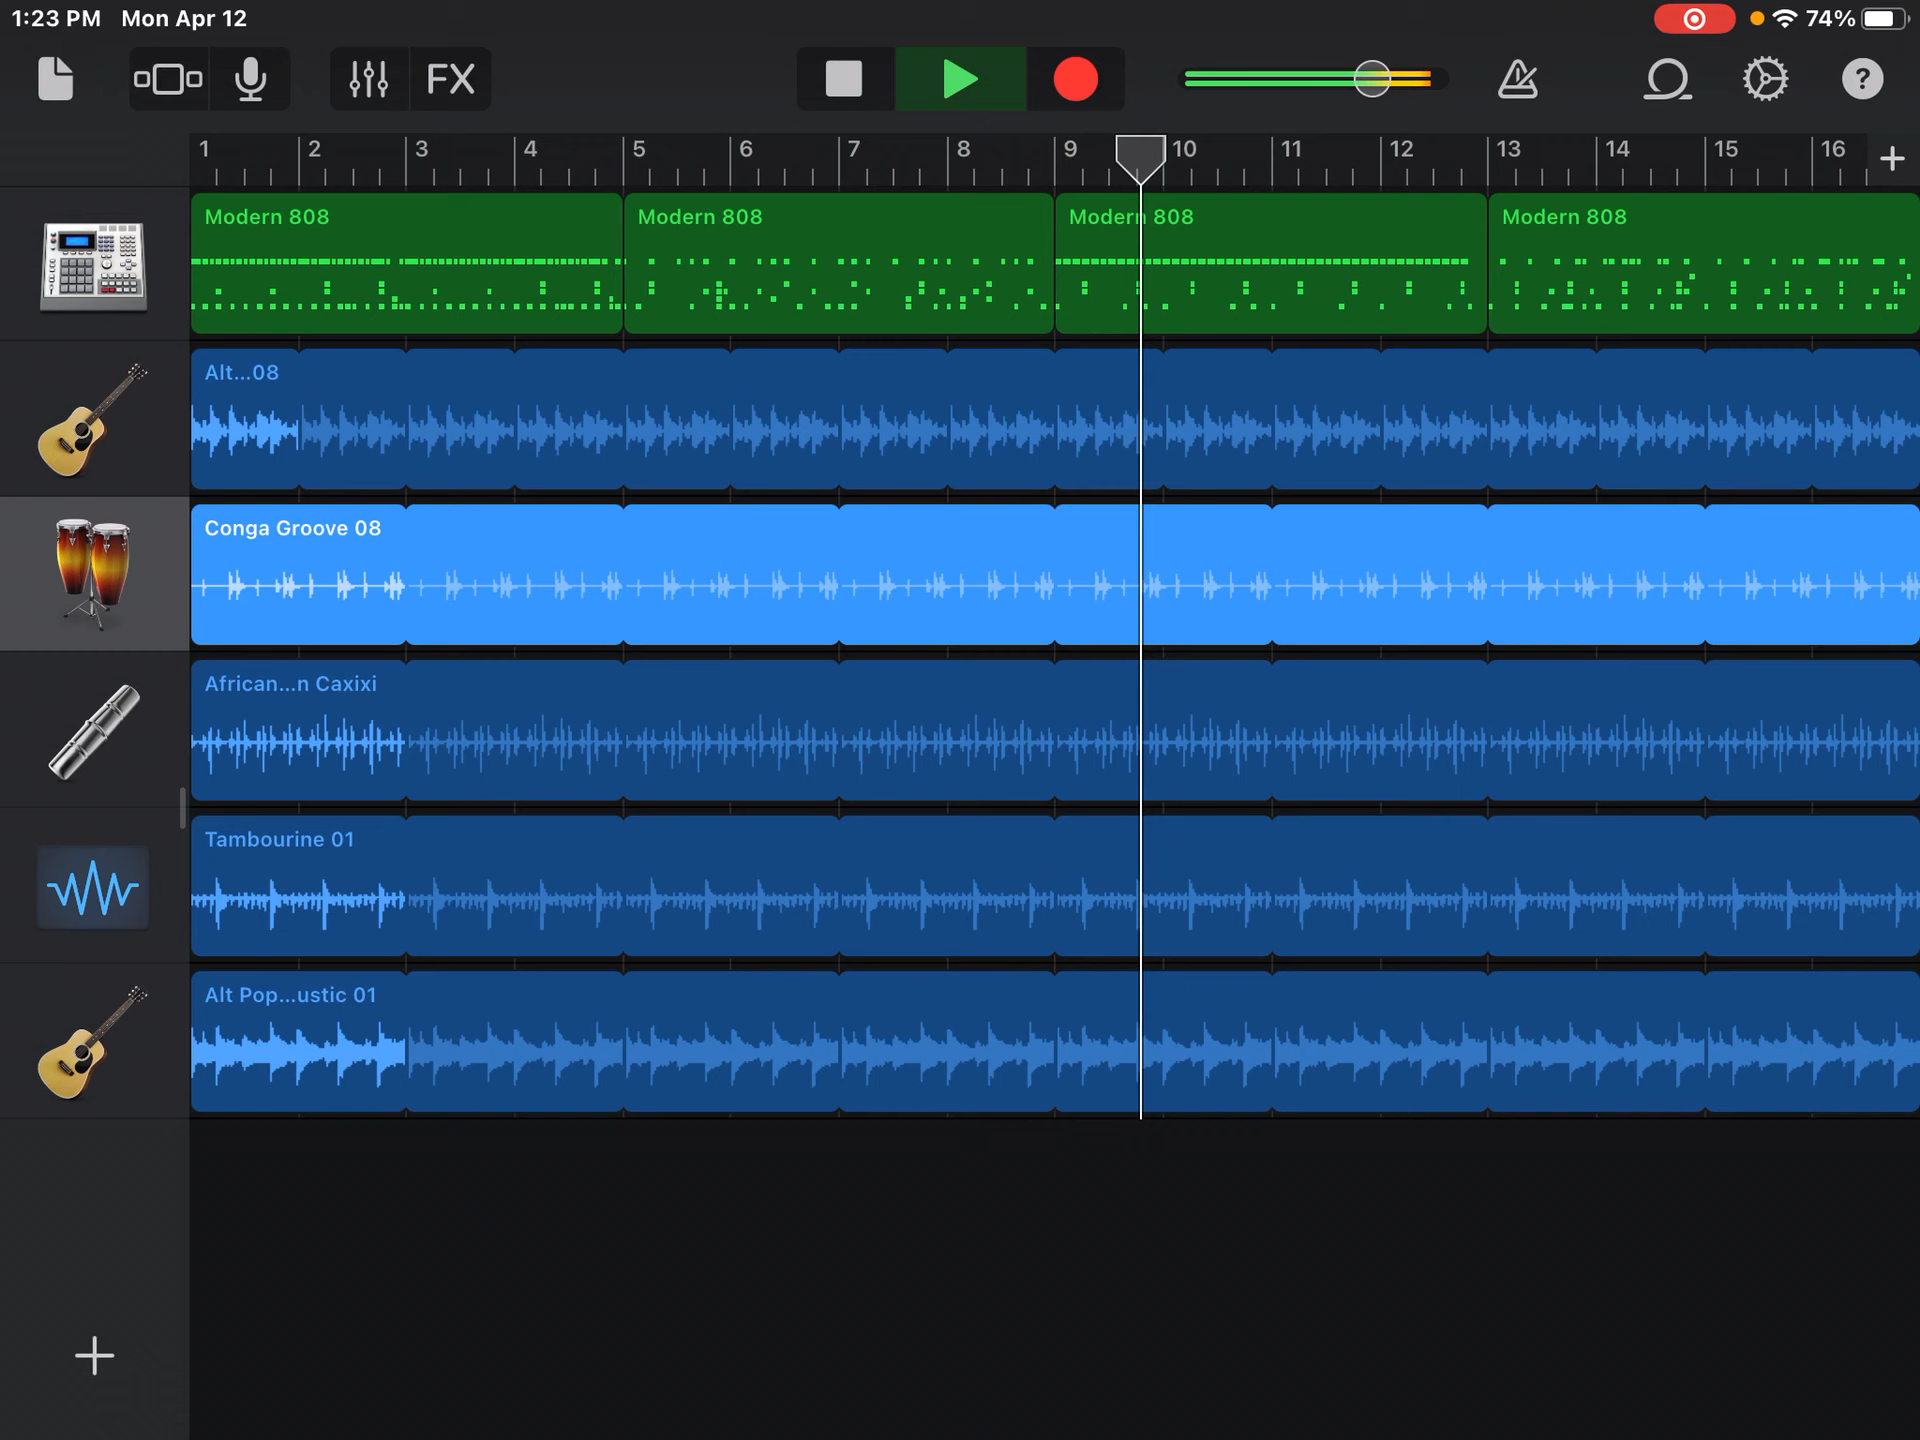 1:23 PM Mon Apr 12 74%
FX
?
1 2 3 4 5 6 7 8 9 10 11 12 13 14 15 16 +
Modern 808 Modern 808 Modern 808 Modern 808
Alt...08
Conga Groove 08
African...n Caxixi
Tambourine 01
Alt Pop...ustic 01
+